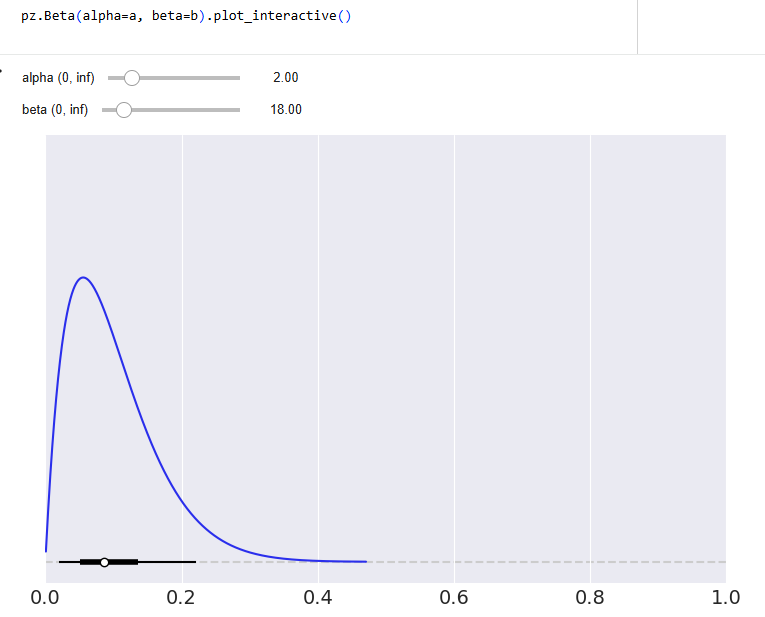 pz.Beta(alpha=a, beta=b).plot_interactive()
alpha (0, inf) 2.00
beta (0, inf) 18.00
0.0 0.2 0.4 0.6 0.8 1.0